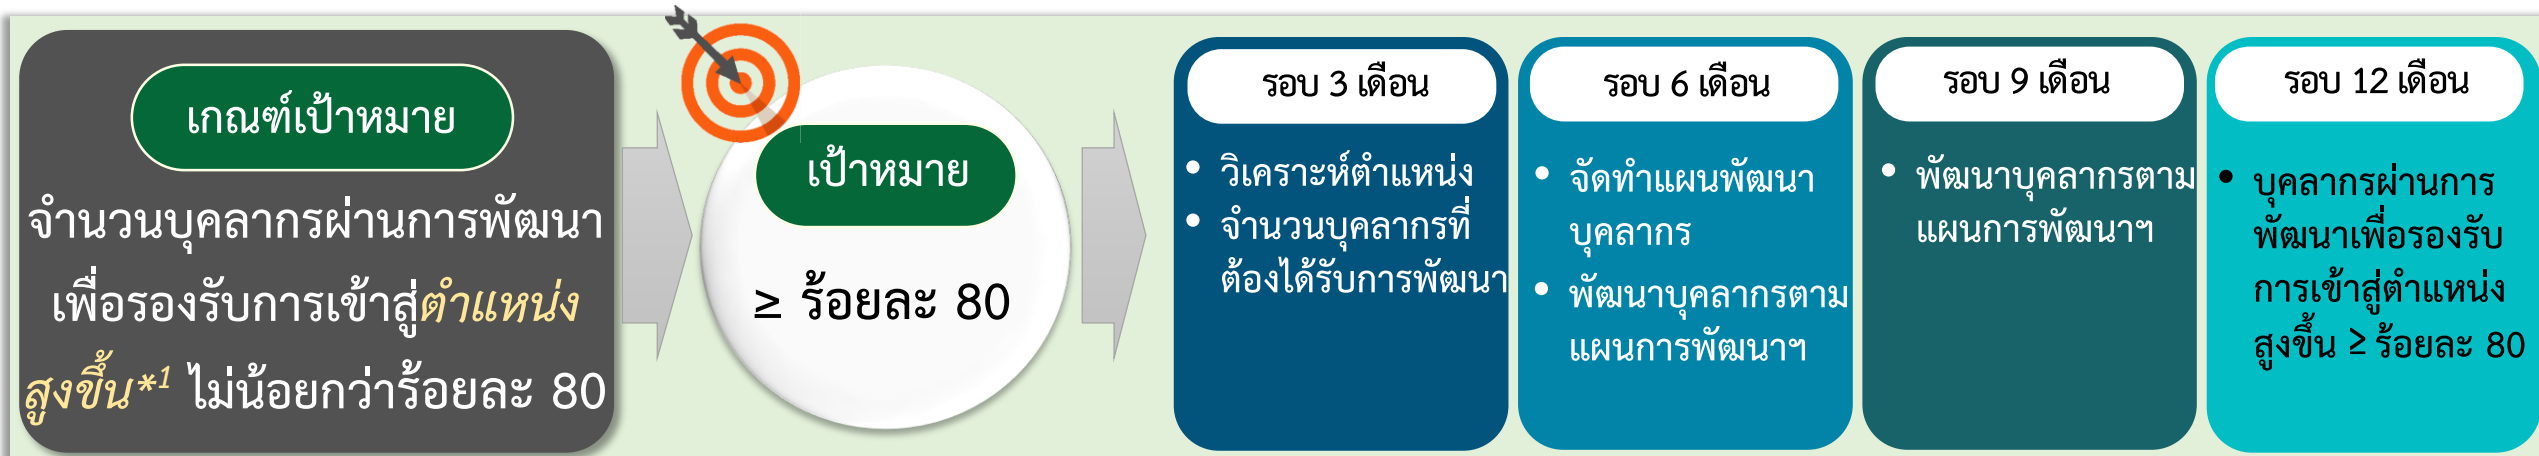 เกณฑ์เป้าหมาย
จำนวนบุคลากรผ่านการพัฒนา
เพื่อรองรับการเข้าสู่ตำแหน่ง
สูงขึ้น*1 ไม่น้อยกว่าร้อยละ 80
เป้าหมาย
≥ ร้อยละ 80
รอบ 3 เดือน
• วิเคราะห์ตำแหน่ง
• จำนวนบุคลากรที่
ต้องได้รับการพัฒนา
รอบ 6 เดือน
• จัดทำแผนพัฒนา
บุคลากร
• พัฒนาบุคลากรตาม
แผนการพัฒนาฯ
รอบ 9 เดือน
• พัฒนาบุคลากรตาม
แผนการพัฒนาฯ
รอบ 12 เดือน
• บุคลากรผ่านการ
พัฒนาเพื่อรองรับ
การเข้าสู่ตำแหน่ง
สูงขึ้น ≥ ร้อยละ 80